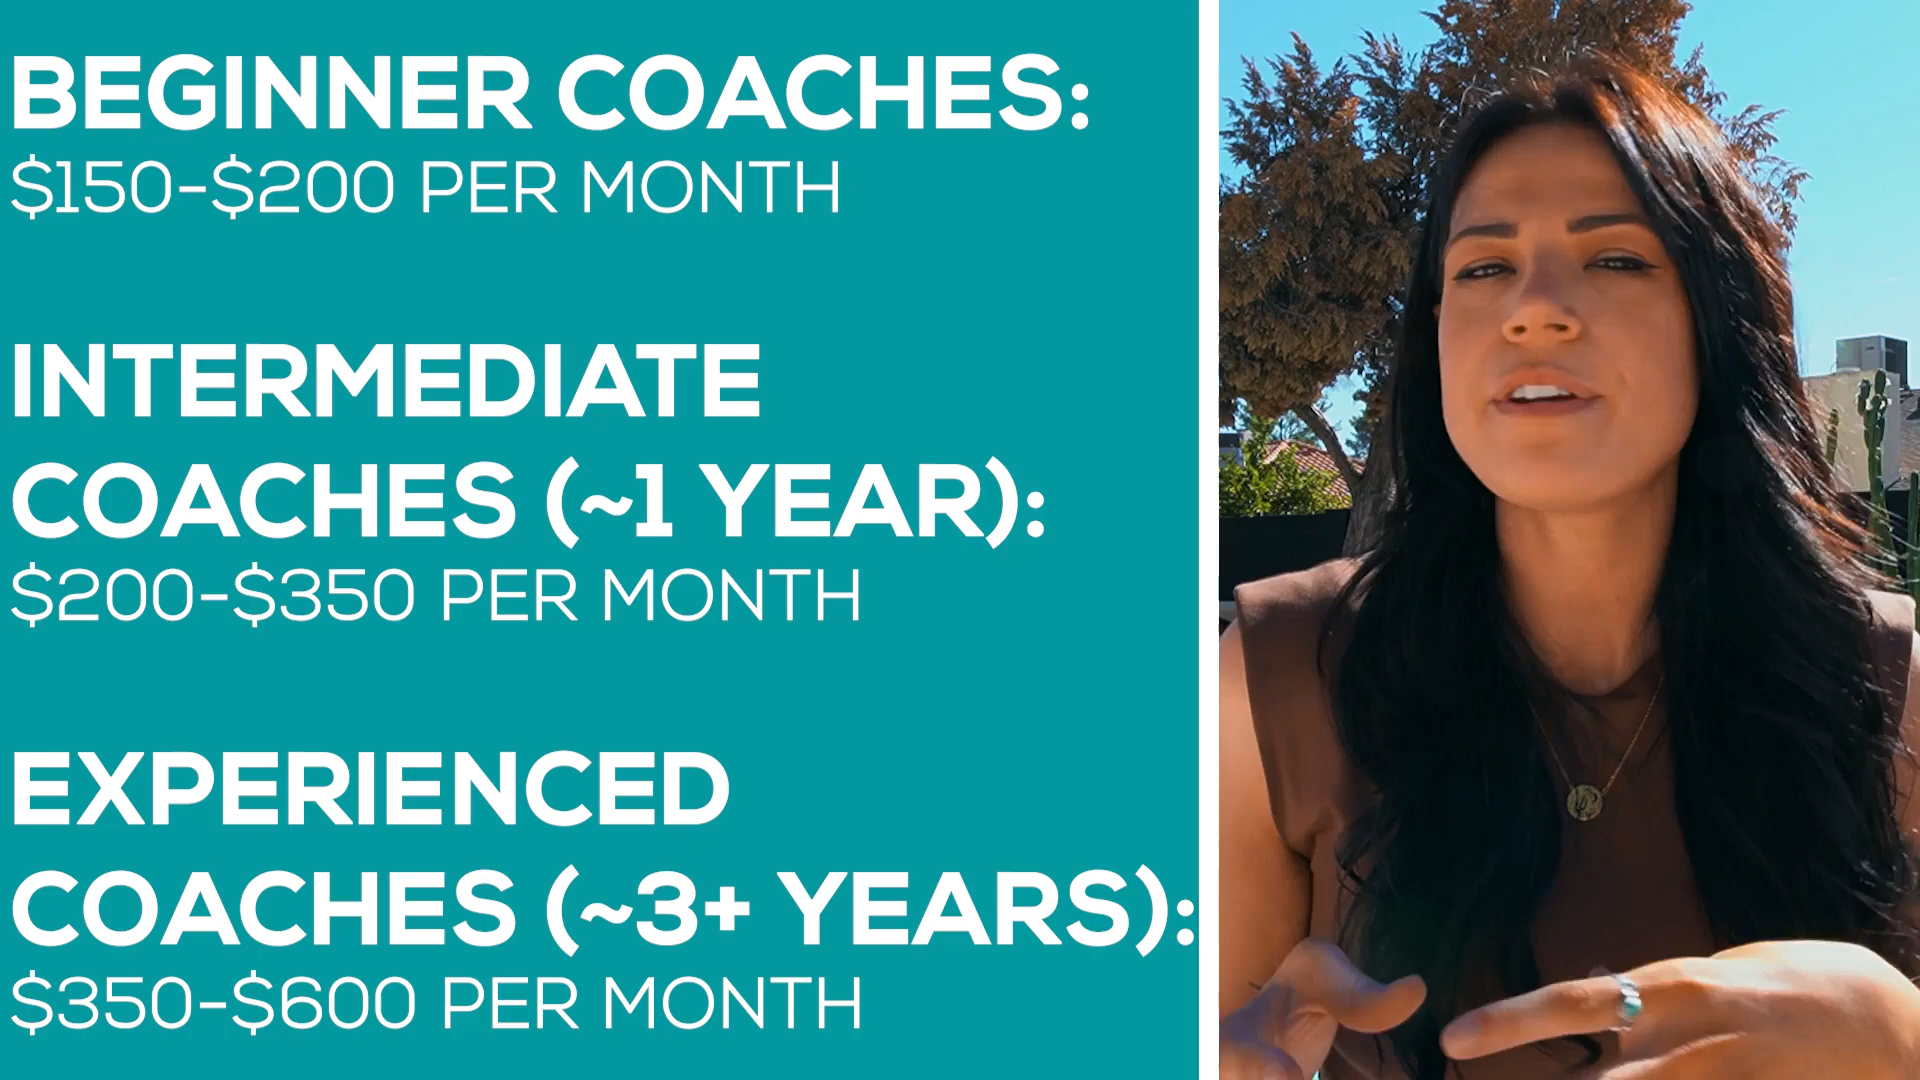 BEGINNER COACHES:
$150-$200 PER MONTH
INTERMEDIATE
COACHES (~1 YEAR):
$200-$350 PER MONTH
EXPERIENCED
COACHES (~3+ YEARS):
$350-$600 PER MONTH